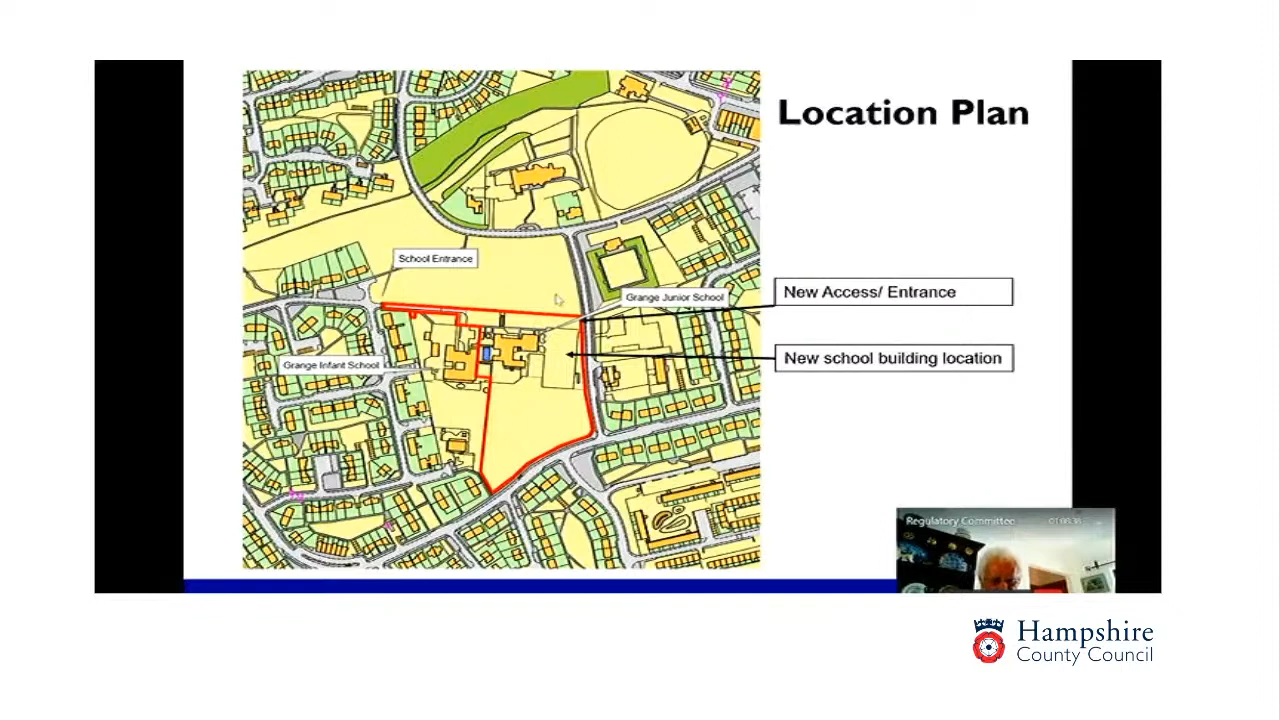 Location Plan
School Entrance
Grange Junior School
New Access/ Entrance
New school building location
Grange Infant School
Regulatory Committee
Hampshire
County Council